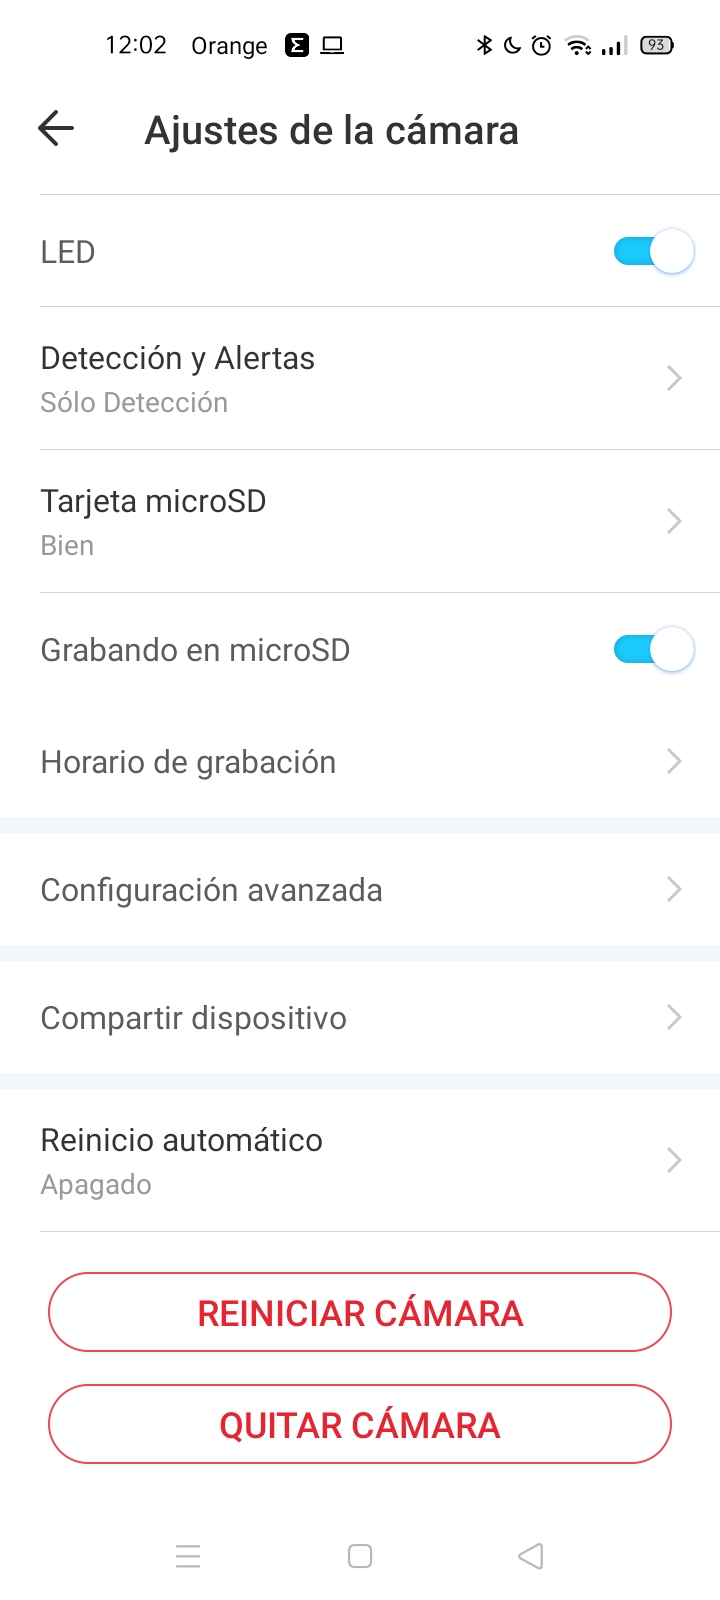 12:02 Orange Σ 93
Ajustes de la cámara
LED
Detección y Alertas
Sólo Detección
Tarjeta microSD
Bien
Grabando en microSD
Horario de grabación
Configuración avanzada
Compartir dispositivo
Reinicio automático
Apagado
REINICIAR CÁMARA
QUITAR CÁMARA